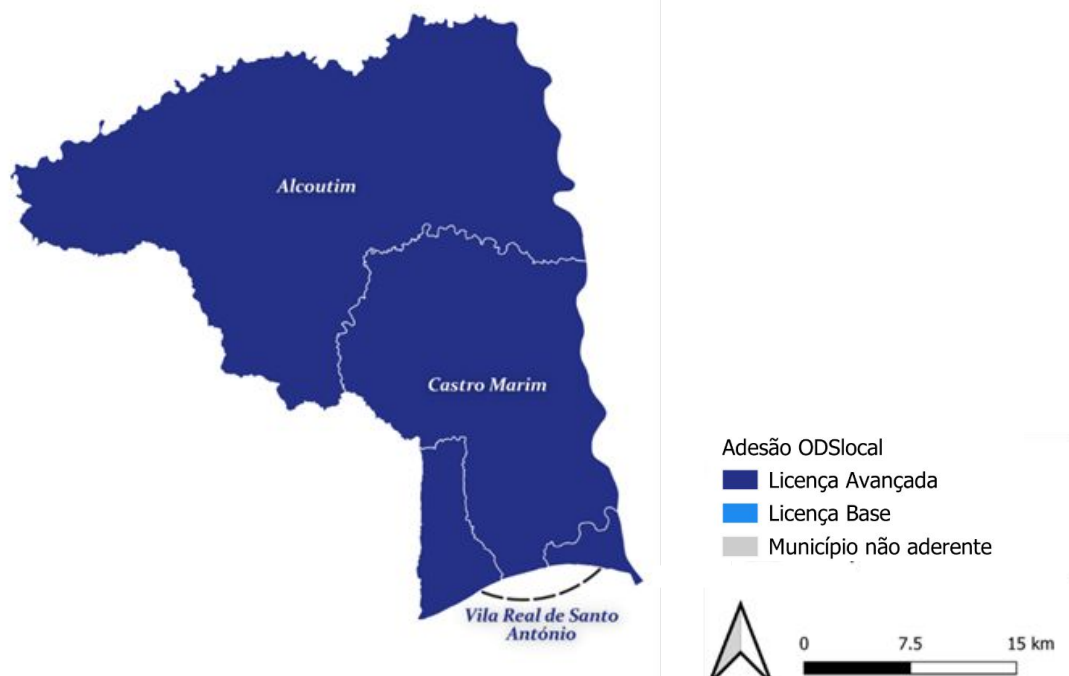 Alcoutim
Castro Marim
Vila Real de Santo
António
Adesão ODSlocal
Licença Avançada
Licença Base
Município não aderente
0 7.5 15 km